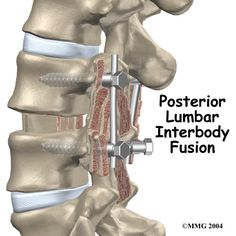 Posterior
Lumbar
Interbody
Fusion
©MMG 2004